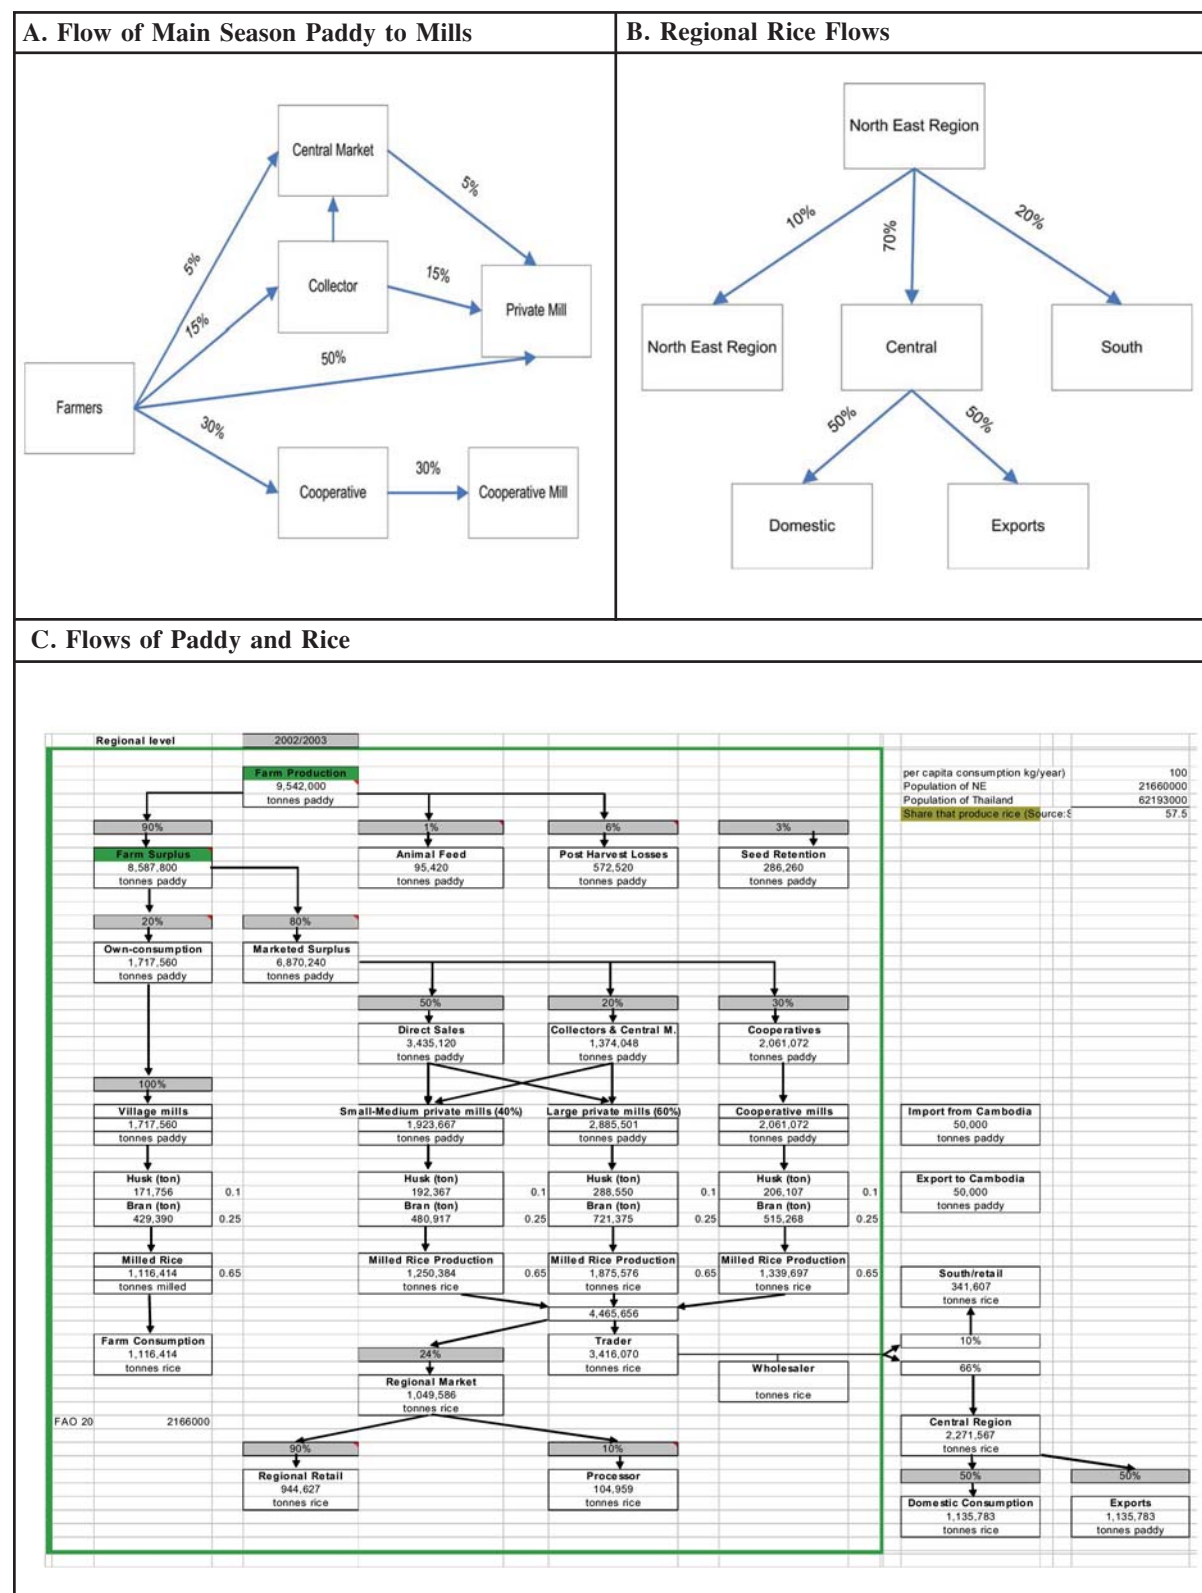 A. Flow of Main Season Paddy to Mills
B. Regional Rice Flows
Central Market
5%
5%
Collector
15%
15%
Private Mill
50%
Farmers
30%
Cooperative
30%
Cooperative Mill
North East Region
10%
70%
20%
North East Region
Central
South
50%
50%
Domestic
Exports
C. Flows of Paddy and Rice
Regional level 2002/2003
Farm Production
9,542,000
tonnes paddy
per capita consumption kg/year) 100
Population of NE 21660000
Population of Thailand 62193000
Share that produce rice (Source:S 57.5
90% 1% 6% 3%
Farm Surplus Animal Feed Post Harvest Losses Seed Retention
8,587,800 95,420 572,520 286,260
tonnes paddy tonnes paddy tonnes paddy tonnes paddy
20% 80%
Own-consumption Marketed Surplus
1,717,560 6,870,240
tonnes paddy tonnes paddy
50% 20% 30%
Direct Sales Collectors & Central M. Cooperatives
3,435,120 1,374,048 2,061,072
tonnes paddy tonnes paddy tonnes paddy
100%
Village mills Small-Medium private mills (40%) Large private mills (60%) Cooperative mills Import from Cambodia
1,717,560 1,923,667 2,885,501 2,061,072 50,000
tonnes paddy tonnes paddy tonnes paddy tonnes paddy tonnes paddy
Husk (ton) Husk (ton) Husk (ton) Husk (ton) Export to Cambodia
171,756 0.1 192,367 0.1 288,550 0.1 206,107 0.1 50,000
Bran (ton) Bran (ton) Bran (ton) Bran (ton) tonnes paddy
429,390 0.25 480,917 0.25 721,375 0.25 515,268 0.25
Milled Rice Milled Rice Production Milled Rice Production Milled Rice Production
1,116,414 0.65 1,250,384 0.65 1,875,576 0.65 1,339,697 0.65 South/retail
tonnes milled tonnes rice tonnes rice tonnes rice 341,607
tonnes rice
4,465,656
Farm Consumption Trader 10%
1,116,414 24% 3,416,070
tonnes rice tonnes rice Wholesaler 66%
Regional Market
1,049,586 tonnes rice
tonnes rice
FAO 20 2166000 Central Region
2,271,567
90% 10% tonnes rice
Regional Retail Processor 50% 50%
944,627 104,959
tonnes rice tonnes rice Domestic Consumption Exports
1,135,783 1,135,783
tonnes rice tonnes paddy